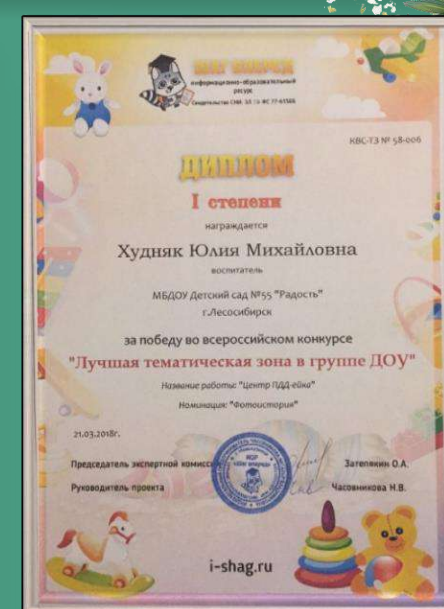 ШАГ ВПЕРЕД
информационно-образовательный
ресурс
КВС-ТЗ № 58-006
ДИПЛОМ
I степени
награждается
Худняк Юлия Михайловна
воспитатель
МБДОУ Детский сад №55 "Радость"
г.Лесосибирск
за победу во всероссийском конкурсе
"Лучшая тематическая зона в группе ДОУ"
Название работы: "Центр ПДД-ейка"
Номинация: "Фотоистория"
21.03.2018г.
Председатель экспертной комиссии Затепякин О.А.
Руководитель проекта Часовникова Н.В.
i-shag.ru